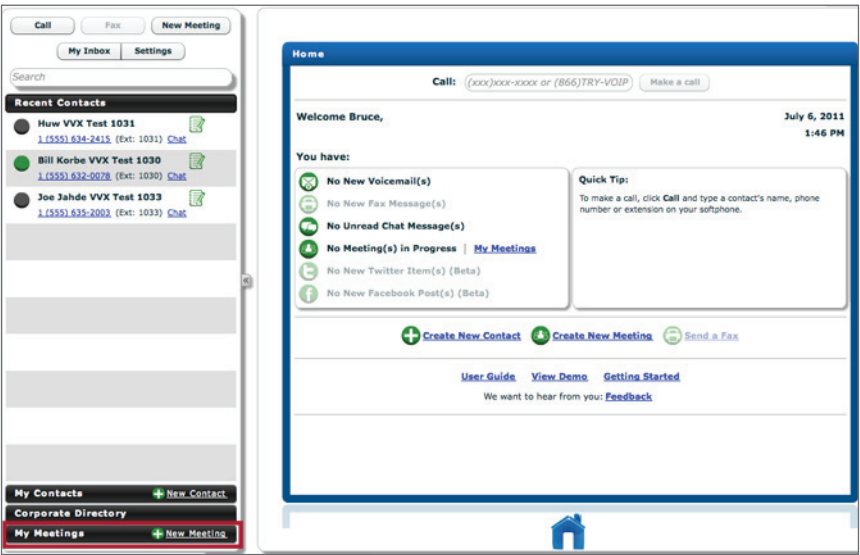 Call Fax New Meeting
My Inbox Settings
Search
Recent Contacts
Huw VVX Test 1031
1 (555) 634-2415 (Ext: 1031) Chat
Bill Korbe VVX Test 1030
1 (555) 632-0078 (Ext: 1030) Chat
Joe Jahde VVX Test 1033
1 (555) 635-2003 (Ext: 1033) Chat
My Contacts New Contact
Corporate Directory
My Meetings New Meeting
Home
Call: (xxx)xxx-xxxx or (866)TRY-VOIP Make a call
Welcome Bruce, July 6, 2011
1:46 PM
You have:
No New Voicemail(s)
No New Fax Message(s)
No Unread Chat Message(s)
No Meeting(s) in Progress | My Meetings
No New Twitter Item(s) (Beta)
No New Facebook Post(s) (Beta)
Quick Tip:
To make a call, click Call and type a contact's name, phone
number or extension on your softphone.
Create New Contact Create New Meeting Send a Fax
User Guide View Demo Getting Started
We want to hear from you: Feedback